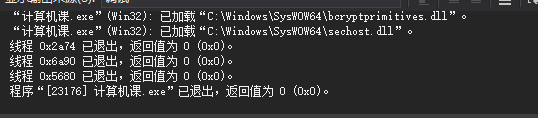 “计算机课.exe”(Win32): 已加载“C:\Windows\SysWOW64\bcryptprimitives.dll”。
“计算机课.exe”(Win32): 已加载“C:\Windows\SysWOW64\sechost.dll”。
线程 0x2a74 已退出，返回值为 0 (0x0)。
线程 0x6a90 已退出，返回值为 0 (0x0)。
线程 0x5680 已退出，返回值为 0 (0x0)。
程序“[23176] 计算机课.exe”已退出，返回值为 0 (0x0)。